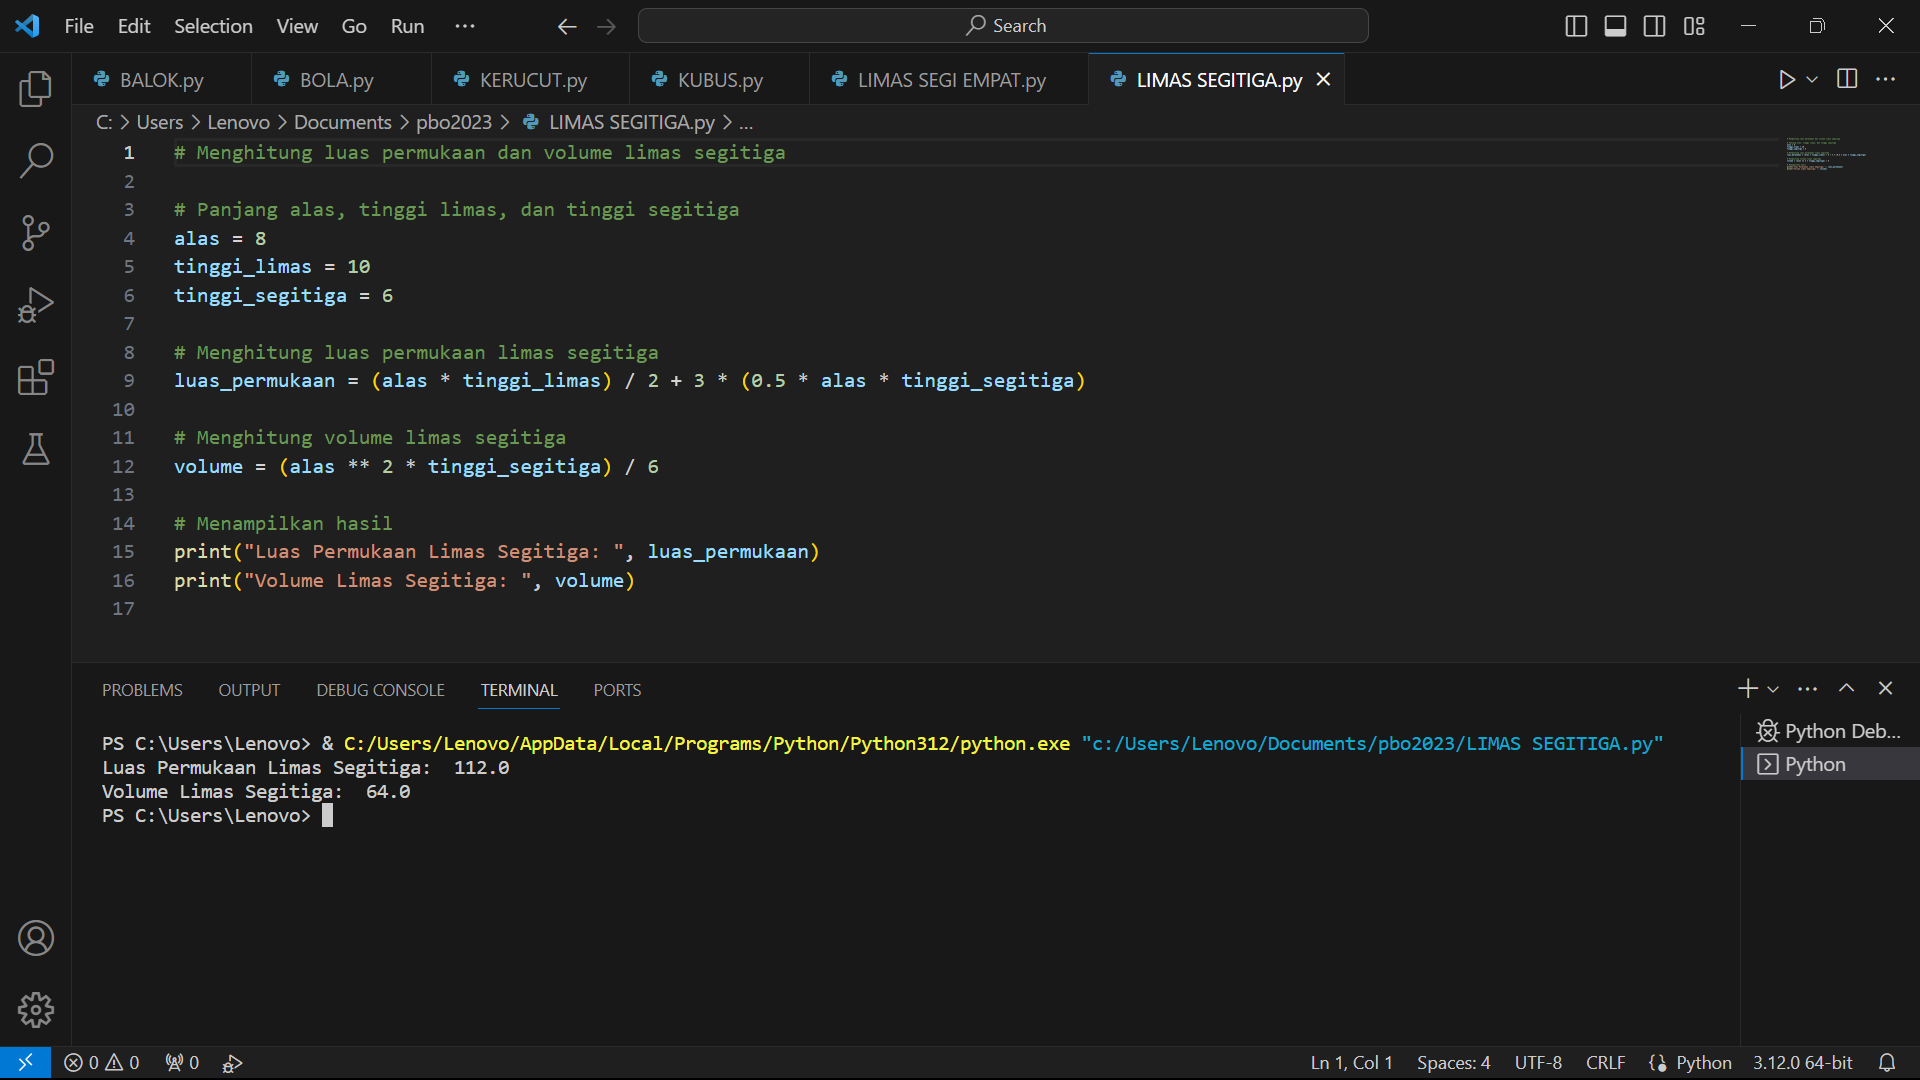 File Edit Selection View Go Run ··· Search
BALOK.py BOLA.py KERUCUT.py KUBUS.py LIMAS SEGI EMPAT.py LIMAS SEGITIGA.py
C: > Users > Lenovo > Documents > pbo2023 > LIMAS SEGITIGA.py > ...
1 # Menghitung luas permukaan dan volume limas segitiga
2
3 # Panjang alas, tinggi limas, dan tinggi segitiga
4 alas = 8
5 tinggi_limas = 10
6 tinggi_segitiga = 6
7
8 # Menghitung luas permukaan limas segitiga
9 luas_permukaan = (alas * tinggi_limas) / 2 + 3 * (0.5 * alas * tinggi_segitiga)
10
11 # Menghitung volume limas segitiga
12 volume = (alas ** 2 * tinggi_segitiga) / 6
13
14 # Menampilkan hasil
15 print("Luas Permukaan Limas Segitiga: ", luas_permukaan)
16 print("Volume Limas Segitiga: ", volume)
17
PROBLEMS OUTPUT DEBUG CONSOLE TERMINAL PORTS
PS C:\Users\Lenovo> & C:/Users/Lenovo/AppData/Local/Programs/Python/Python312/python.exe "c:/Users/Lenovo/Documents/pbo2023/LIMAS SEGITIGA.py"
Luas Permukaan Limas Segitiga:  112.0
Volume Limas Segitiga:  64.0
PS C:\Users\Lenovo>
Python Deb...
Python
0 0 0 Ln 1, Col 1 Spaces: 4 UTF-8 CRLF Python 3.12.0 64-bit